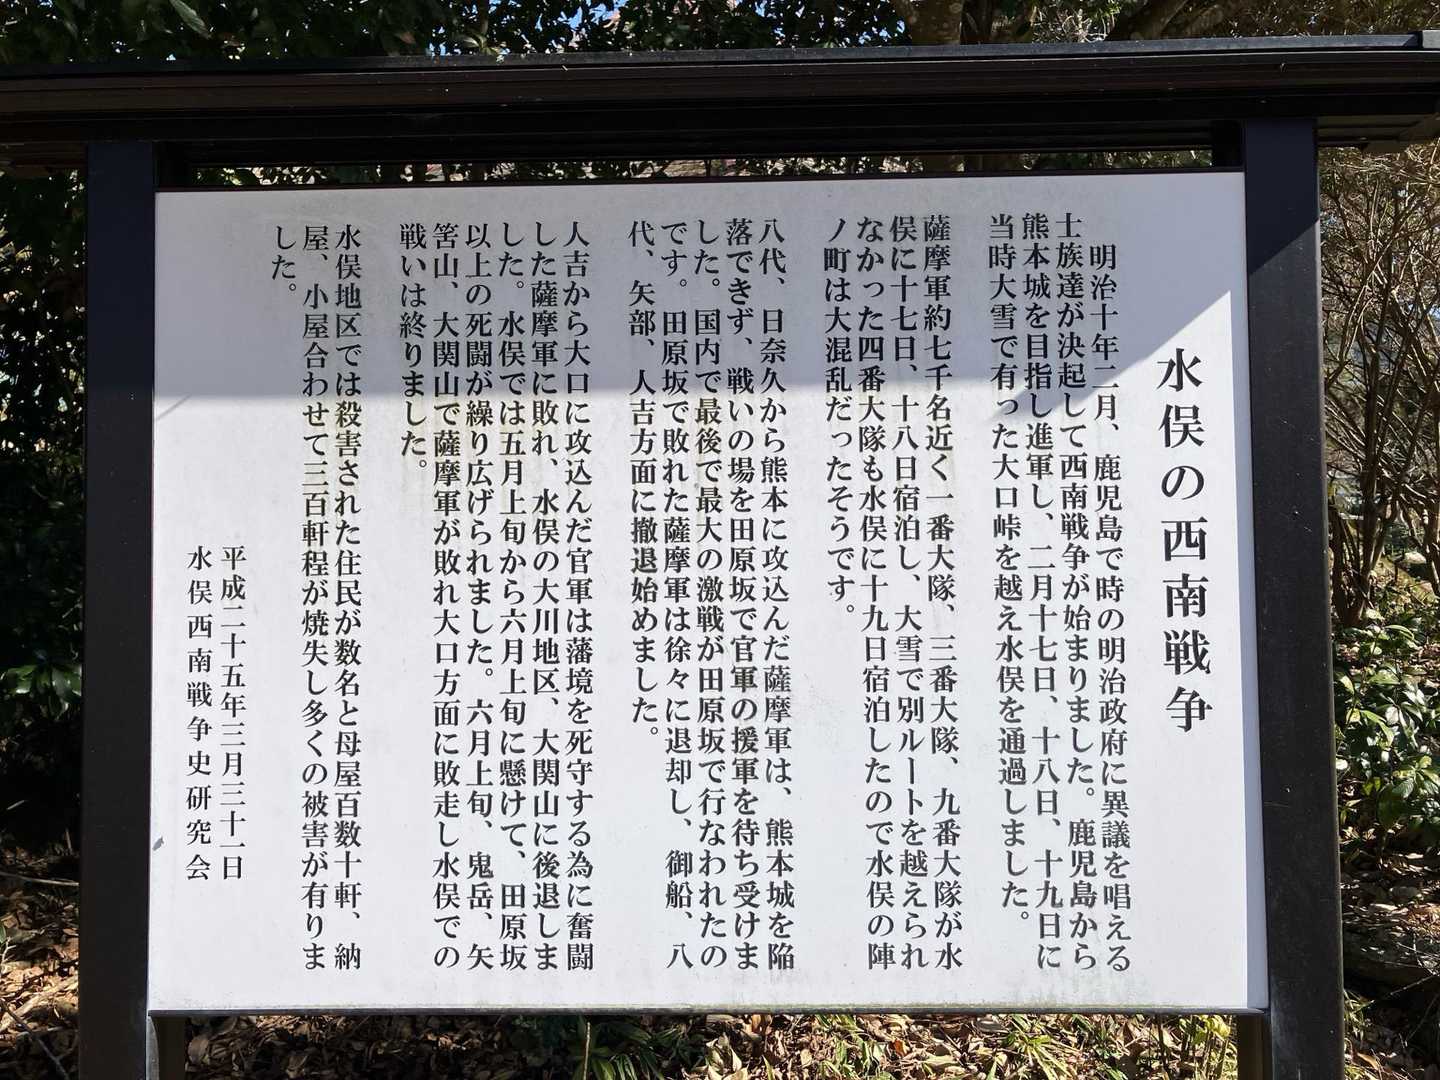 水俣の西南戦争
明治十年二月、鹿児島で時の明治政府に異議を唱える
士族達が決起して西南戦争が始まりました。鹿児島から
熊本城を目指し進軍し、二月十七日、十八日、十九日に
当時大雪で有った大口峠を越え水俣を通過しました。
薩摩軍約七千名近く一番大隊、三番大隊、九番大隊が水
俣に十七日、十八日宿泊し、大雪で別ルートを越えられ
なかった四番大隊も水俣に十九日宿泊したので水俣の陣
ノ町は大混乱だったそうです。
八代、日奈久から熊本に攻込んだ薩摩軍は、熊本城を陥
落できず、戦いの場を田原坂で官軍の援軍を待ち受けま
した。国内で最後で最大の激戦が田原坂で行なわれたの
です。田原坂で敗れた薩摩軍は徐々に退却し、御船、八
代、矢部、人吉方面に撤退始めました。
人吉から大口に攻込んだ官軍は藩境を死守する為に奮闘
した薩摩軍に敗れ、水俣の大川地区、大関山に後退しま
した。水俣では五月上旬から六月上旬に懸けて、田原坂
以上の死闘が繰り広げられました。六月上旬、鬼岳、矢
筈山、大関山で薩摩軍が敗れ大口方面に敗走し水俣での
戦いは終りました。
水俣地区では殺害された住民が数名と母屋百数十軒、納
屋、小屋合わせて三百軒程が焼失し多くの被害が有りま
した。
平成二十五年三月三十一日
水俣西南戦争史研究会